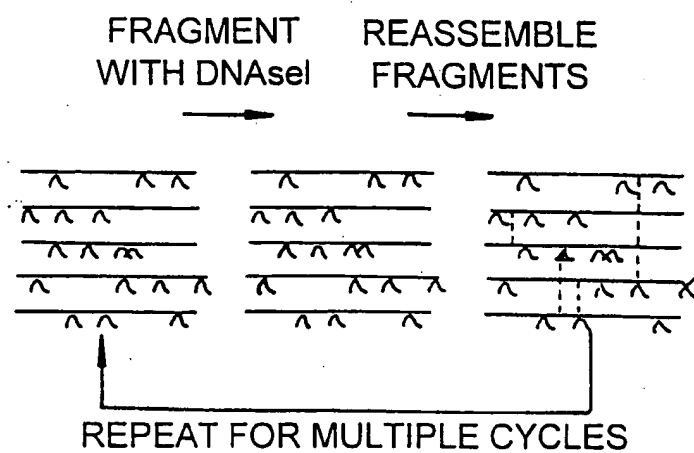 FRAGMENT
WITH DNAseI
REASSEMBLE
FRAGMENTS
REPEAT FOR MULTIPLE CYCLES